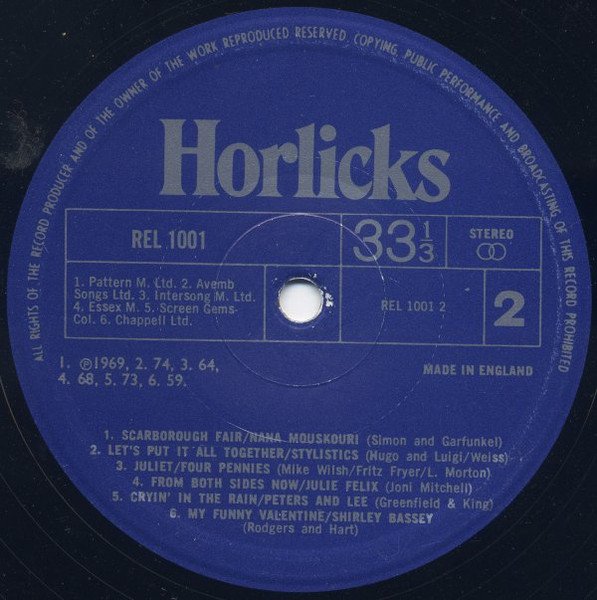 ALL RIGHTS OF THE RECORD PRODUCER AND OF THE OWNER OF THE WORK REPRODUCED RESERVED. COPYING, PUBLIC PERFORMANCE AND BROADCASTING OF THIS RECORD PROHIBITED
Horlicks
REL 1001
33 1/3
STEREO
1. Pattern M. Ltd. 2. Avemb
Songs Ltd. 3. Intersong M. Ltd.
4. Essex M. 5. Screen Gems-
Col. 6. Chappell Ltd.
REL 1001 2
2
1. ℗1969, 2. 74, 3. 64,
4. 68, 5. 73, 6. 59.
MADE IN ENGLAND
1. SCARBOROUGH FAIR/NANA MOUSKOURI (Simon and Garfunkel)
2. LET'S PUT IT ALL TOGETHER/STYLISTICS (Hugo and Luigi/Weiss)
3. JULIET/FOUR PENNIES (Mike Wilsh/Fritz Fryer/L. Morton)
4. FROM BOTH SIDES NOW/JULIE FELIX (Joni Mitchell)
5. CRYIN' IN THE RAIN/PETERS AND LEE (Greenfield & King)
6. MY FUNNY VALENTINE/SHIRLEY BASSEY
(Rodgers and Hart)